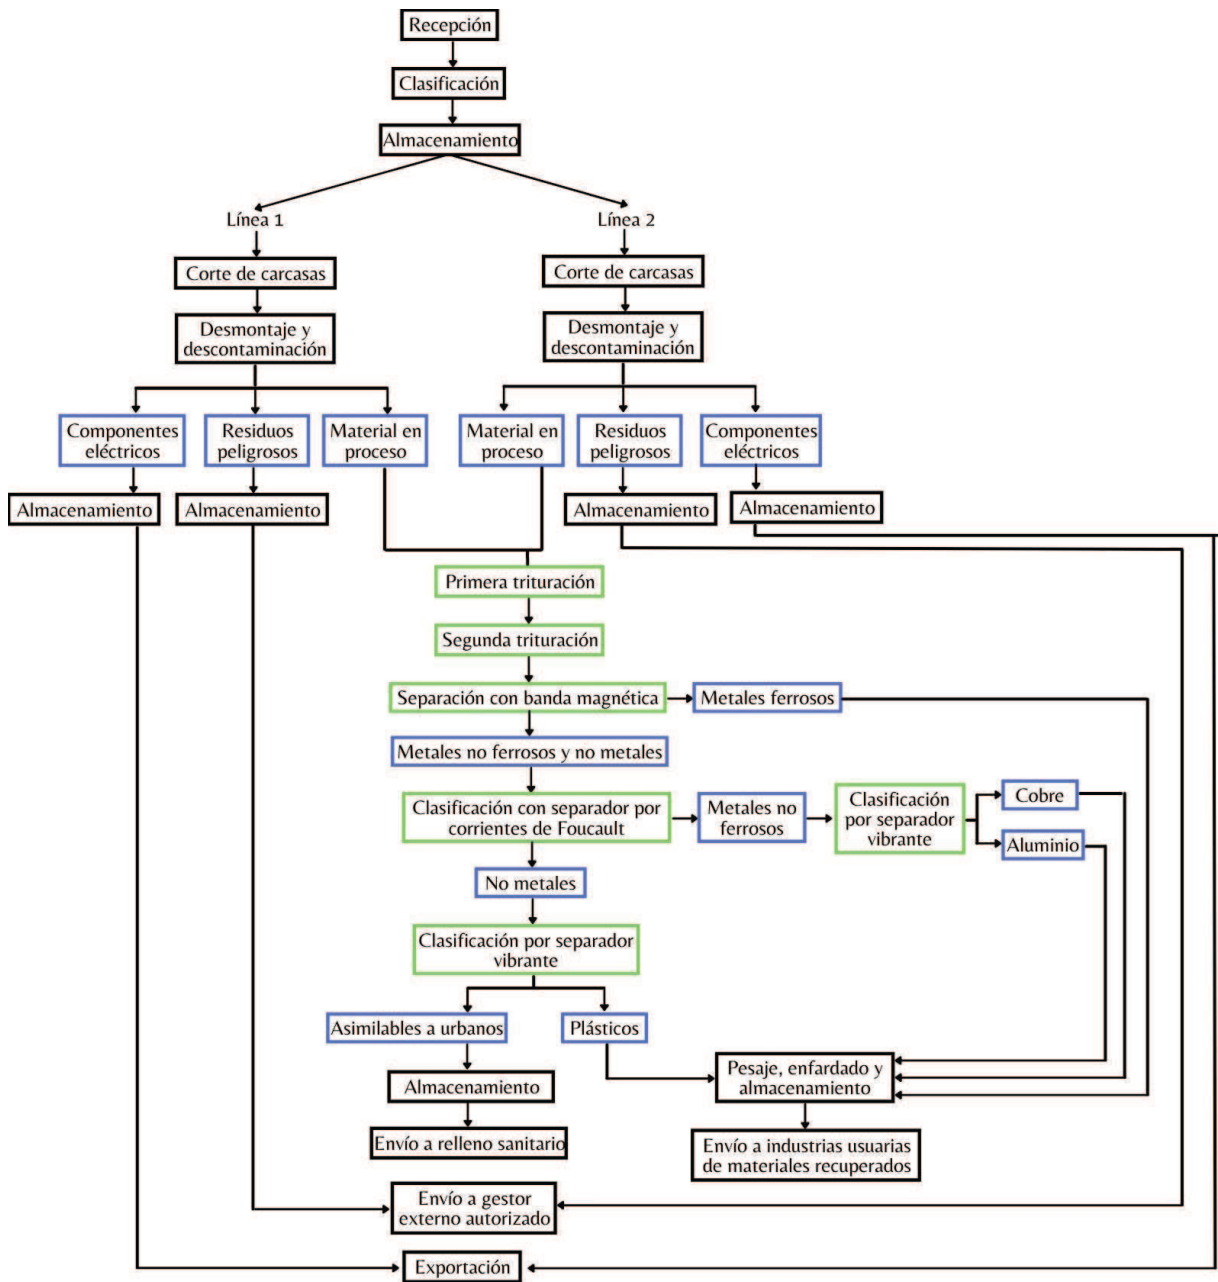 Recepción
Clasificación
Almacenamiento
Línea 1
Línea 2
Corte de carcasas
Corte de carcasas
Desmontaje y
descontaminación
Desmontaje y
descontaminación
Componentes
eléctricos
Residuos
peligrosos
Material en
proceso
Material en
proceso
Residuos
peligrosos
Componentes
eléctricos
Almacenamiento
Almacenamiento
Almacenamiento
Almacenamiento
Primera trituración
Segunda trituración
Separación con banda magnética
Metales ferrosos
Metales no ferrosos y no metales
Clasificación con separador por
corrientes de Foucault
Metales no
ferrosos
Clasificación
por separador
vibrante
Cobre
Aluminio
No metales
Clasificación por separador
vibrante
Asimilables a urbanos
Plásticos
Almacenamiento
Pesaje, enfardado y
almacenamiento
Envío a relleno sanitario
Envío a industrias usuarias
de materiales recuperados
Envío a gestor
externo autorizado
Exportación